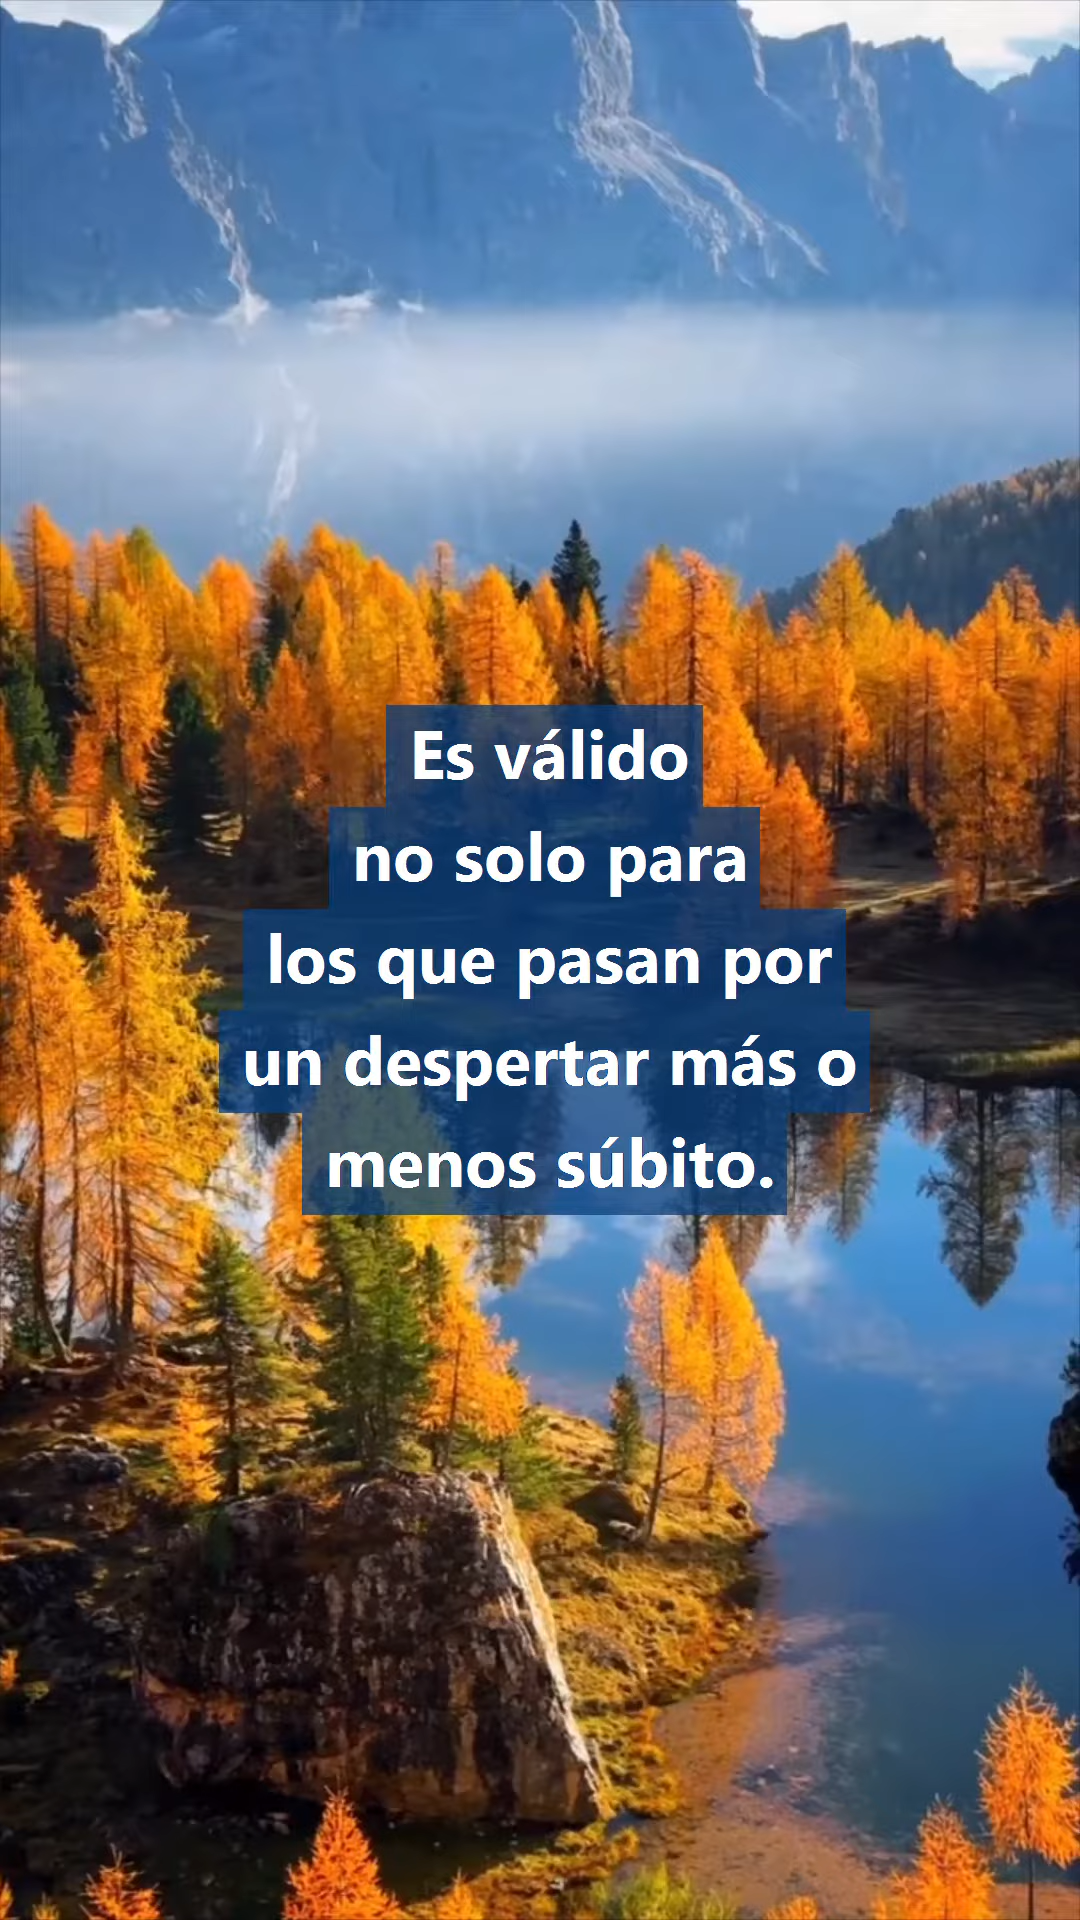 Es válido
no solo para
los que pasan por
un despertar más o
menos súbito.